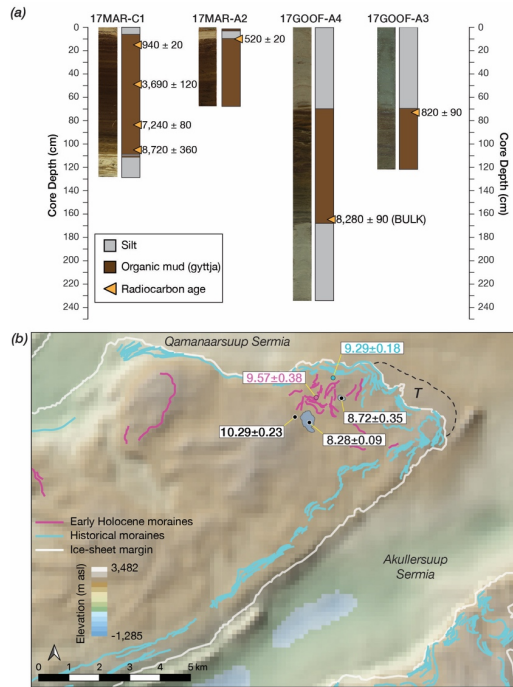 (a)
17MAR-C1 17MAR-A2 17GOOF-A4 17GOOF-A3
Core Depth (cm)
0
20
40
60
80
100
120
140
160
180
200
220
240
940 ± 20
3,690 ± 120
7,240 ± 80
8,720 ± 360
520 ± 20
8,280 ± 90 (BULK)
820 ± 90
0
20
40
60
80
100
120
140
160
180
200
220
240
Core Depth (cm)
Silt
Organic mud (gyttja)
Radiocarbon age
(b)
Qamanaarsuup Sermia
9.29±0.18
9.57±0.38
T
8.72±0.35
10.29±0.23
8.28±0.09
Early Holocene moraines
Historical moraines
Ice-sheet margin
Elevation (m asl)
3,482
-1,285
Akullersuup
Sermia
0 1 2 3 4 5 km